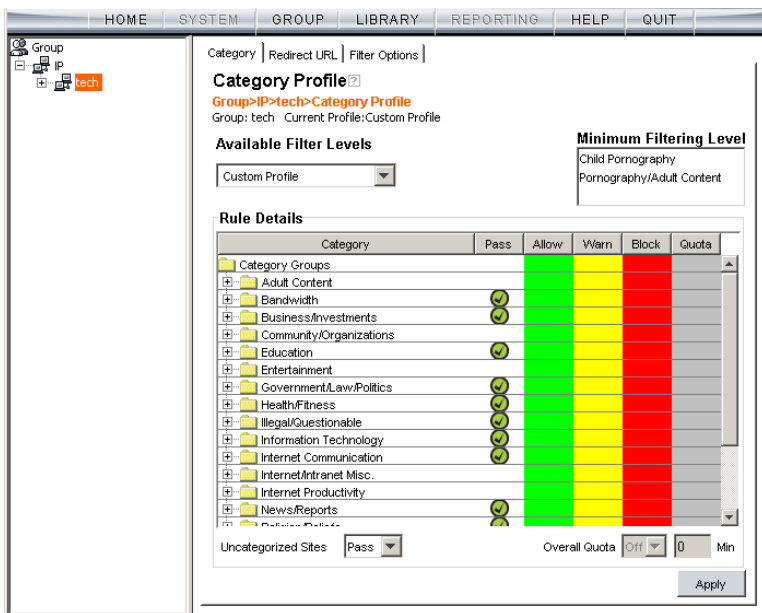 HOME SYSTEM GROUP LIBRARY REPORTING HELP QUIT
Group
IP
tech
Category Redirect URL Filter Options
Category Profile?
Group>IP>tech>Category Profile
Group: tech Current Profile:Custom Profile
Available Filter Levels
Custom Profile
Minimum Filtering Level
Child Pornography
Pornography/Adult Content
Rule Details
Category Pass Allow Warn Block Quota
Category Groups
Adult Content
Bandwidth
Business/Investments
Community/Organizations
Education
Entertainment
Government/Law/Politics
Health/Fitness
Illegal/Questionable
Information Technology
Internet Communication
Internet/Intranet Misc.
Internet Productivity
News/Reports
Religion/Beliefs
Uncategorized Sites Pass Overall Quota Off 0 Min
Apply